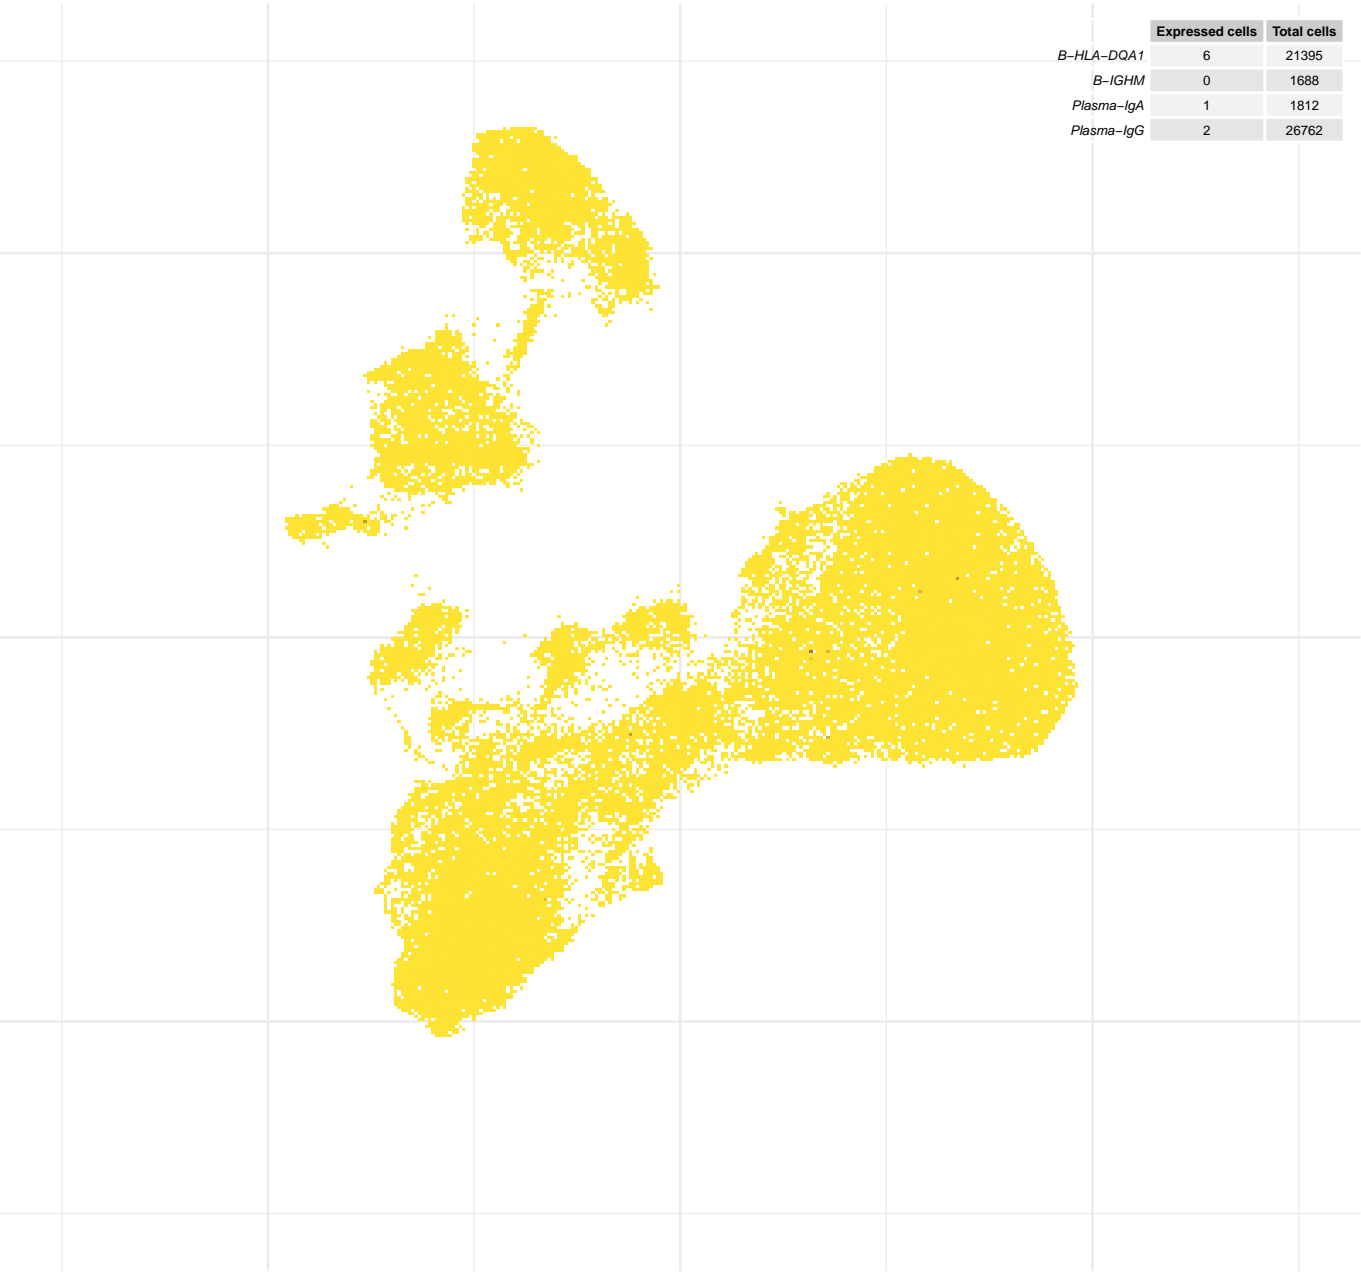 Expressed cells Total cells
B−HLA−DQA1 6 21395
B−IGHM 0 1688
Plasma−IgA 1 1812
Plasma−IgG 2 26762